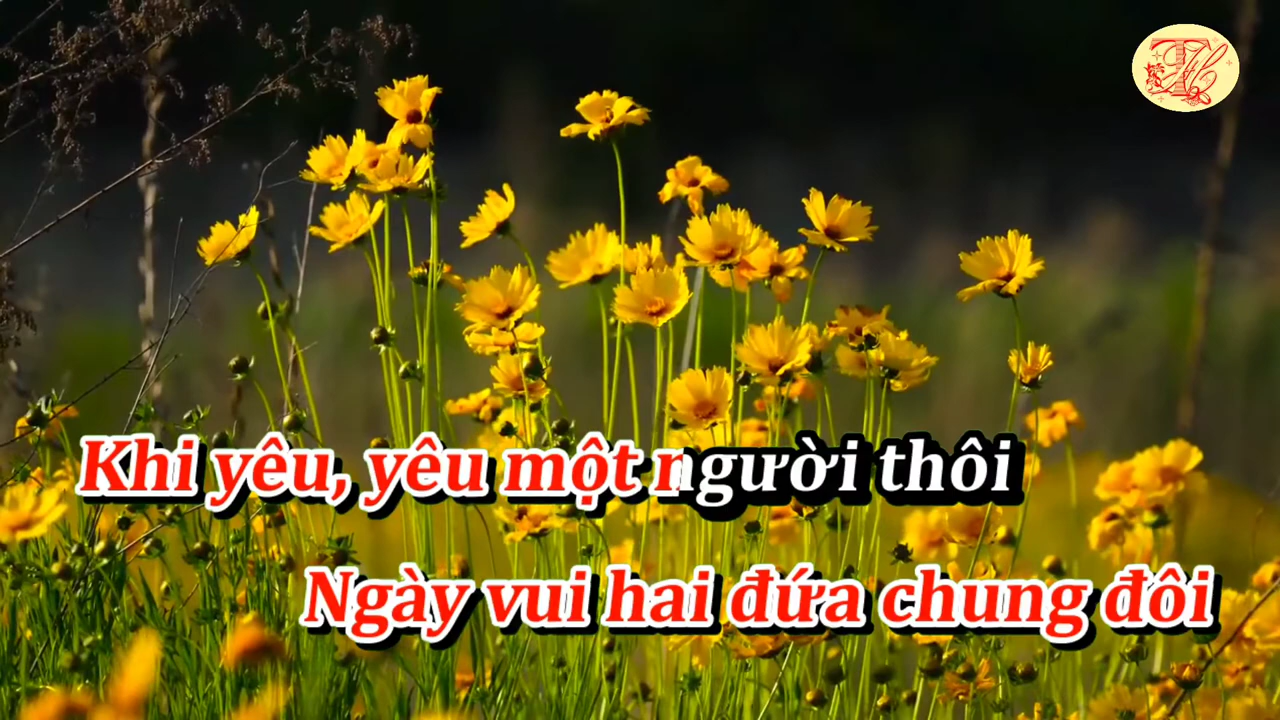 Khi yêu, yêu một người thôi
Ngày vui hai đứa chung đôi